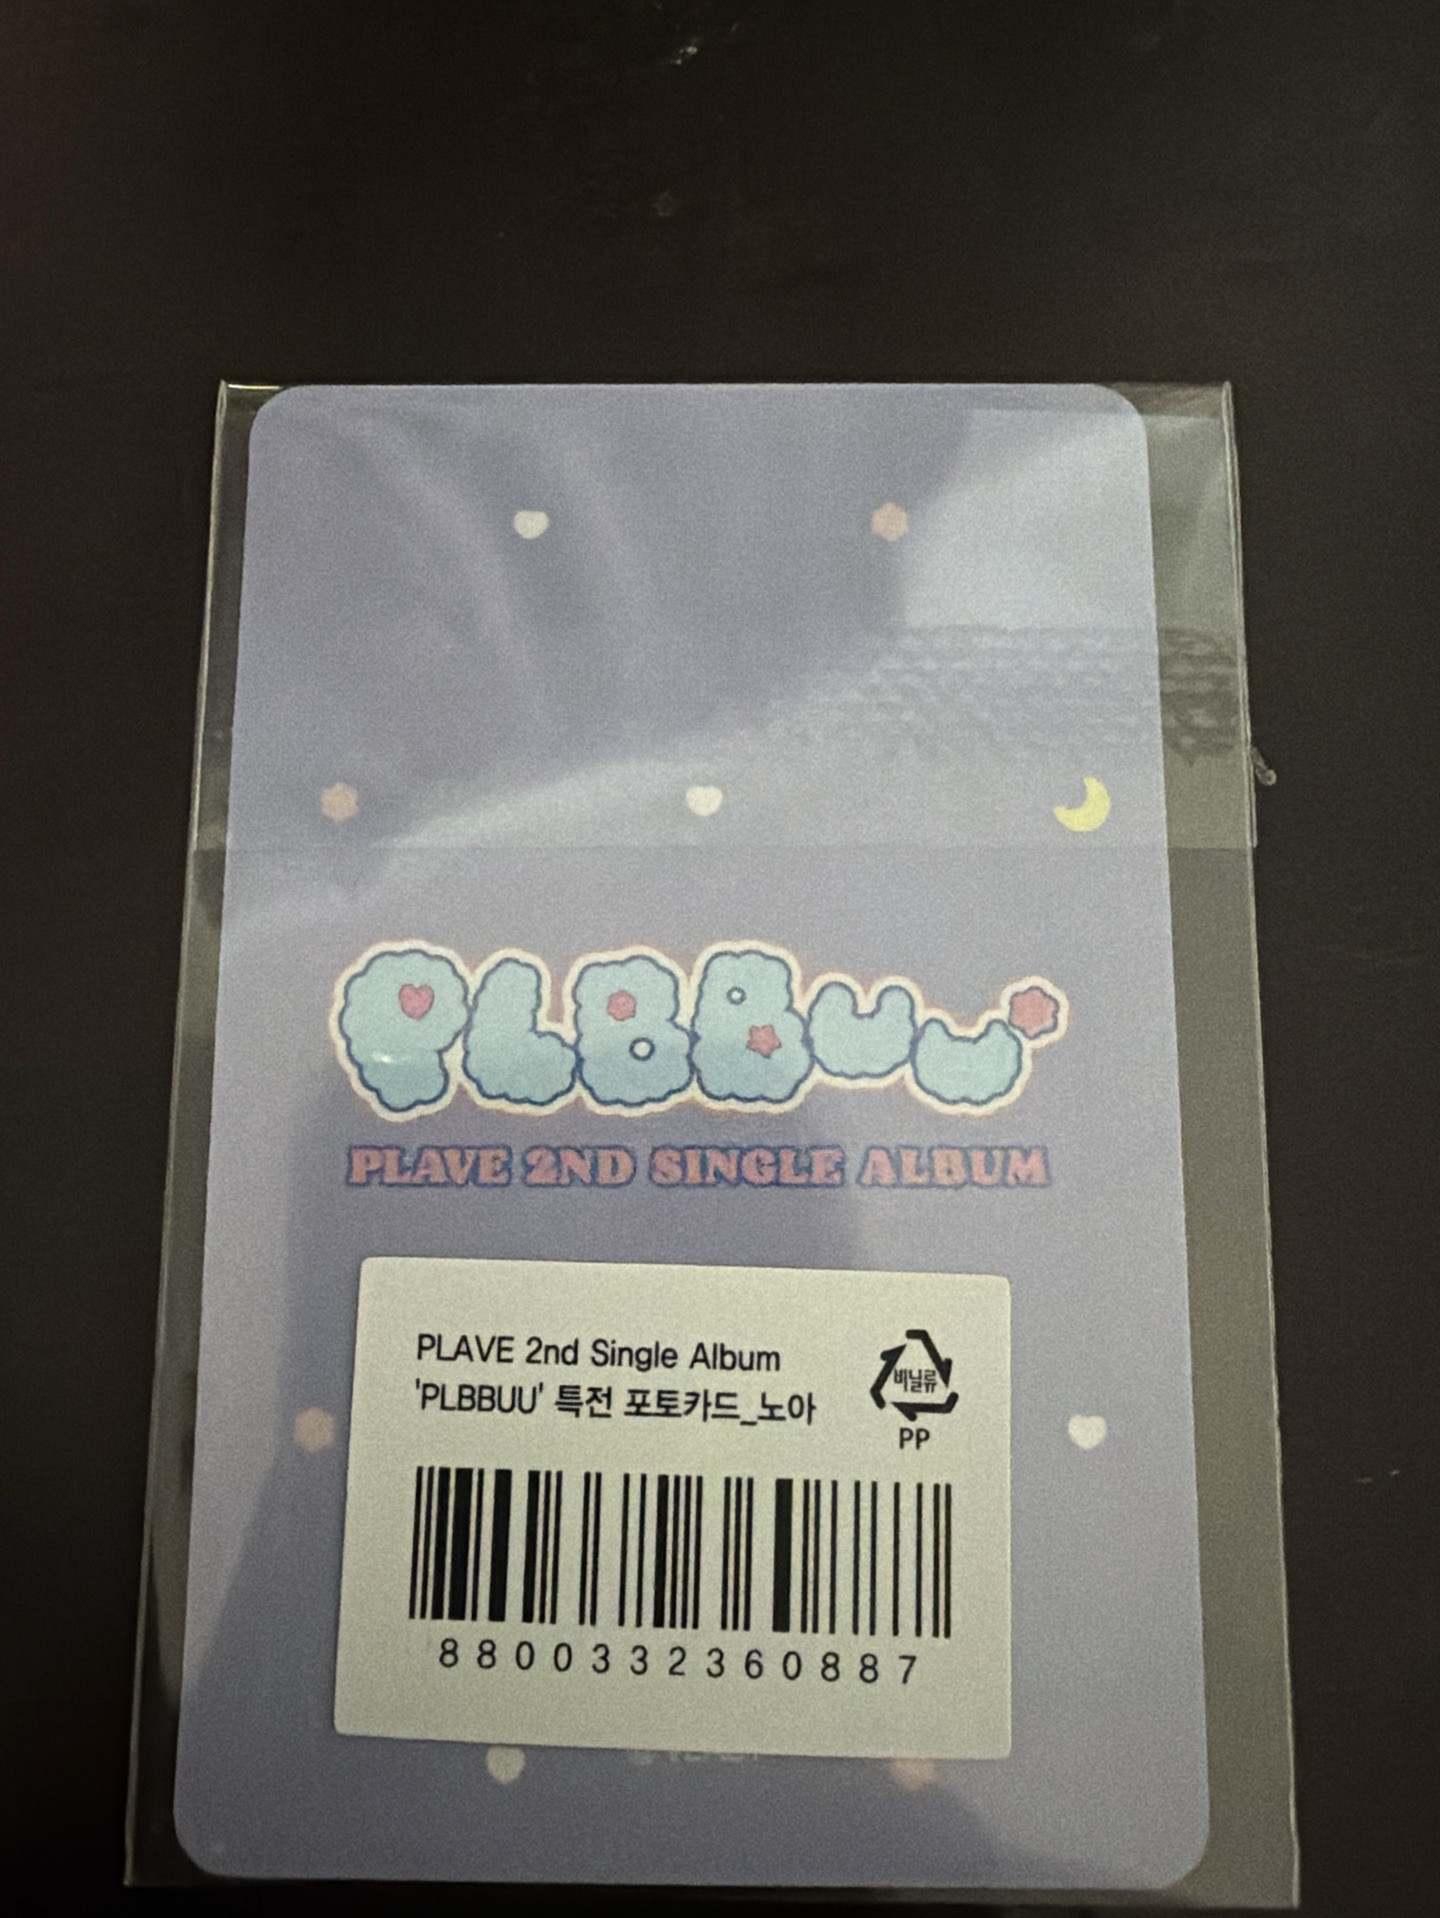 PLBBUU
PLAVE 2ND SINGLE ALBUM
PLAVE 2nd Single Album
'PLBBUU' 특전 포토카드_노아
비닐류
PP
8800332360887